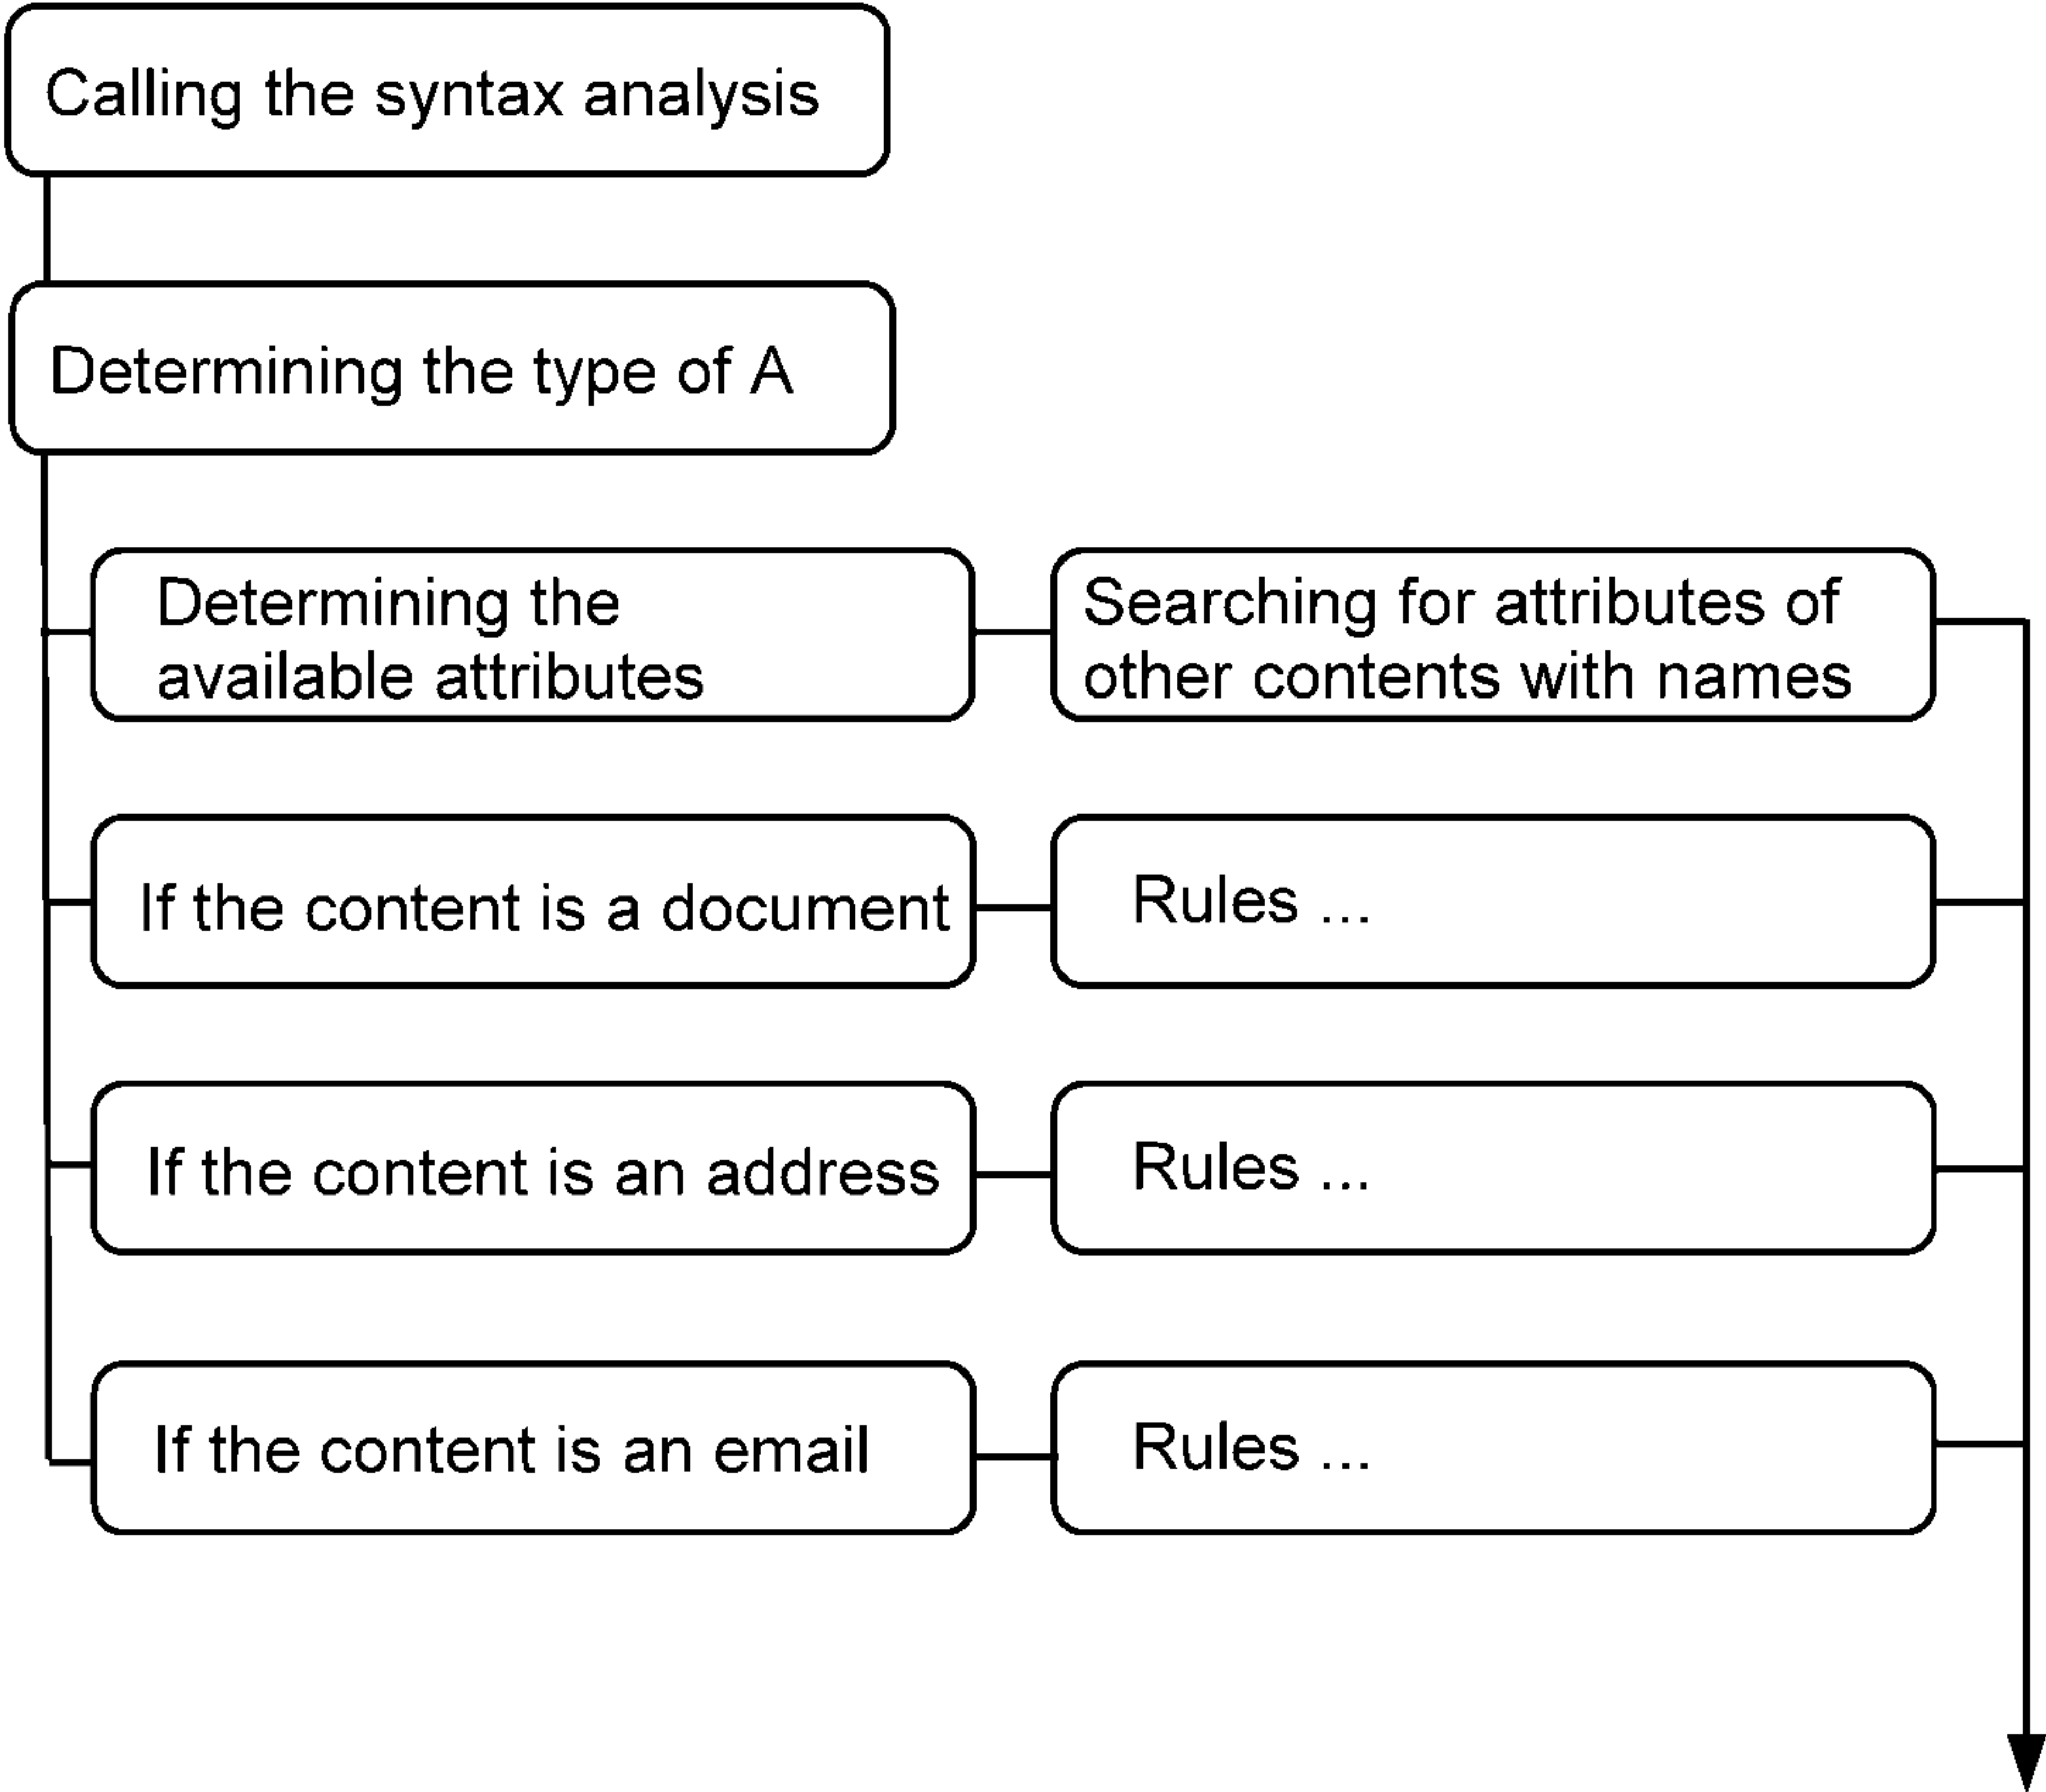 Calling the syntax analysis
Determining the type of A
Determining the
available attributes
Searching for attributes of
other contents with names
If the content is a document
Rules ...
If the content is an address
Rules ...
If the content is an email
Rules ...